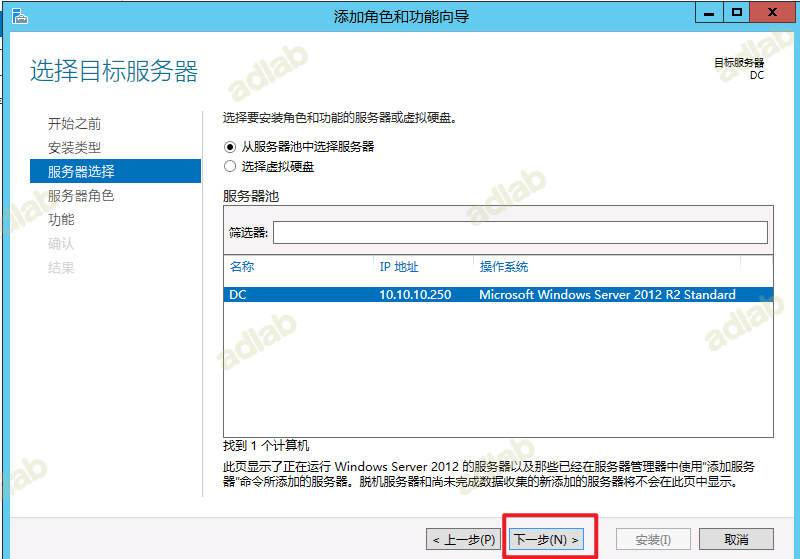 添加角色和功能向导
选择目标服务器
目标服务器
DC
开始之前
安装类型
服务器选择
服务器角色
功能
确认
结果
选择要安装角色和功能的服务器或虚拟硬盘。
从服务器池中选择服务器
选择虚拟硬盘
服务器池
筛选器:
名称 IP 地址 操作系统
DC 10.10.10.250 Microsoft Windows Server 2012 R2 Standard
找到 1 个计算机
此页显示了正在运行 Windows Server 2012 的服务器以及那些已经在服务器管理器中使用"添加服务
器"命令所添加的服务器。脱机服务器和尚未完成数据收集的新添加的服务器将不会在此页中显示。
< 上一步(P) 下一步(N) > 安装(I) 取消
adlab
adlab
adlab
adlab
adlab
adlab
adlab
adlab